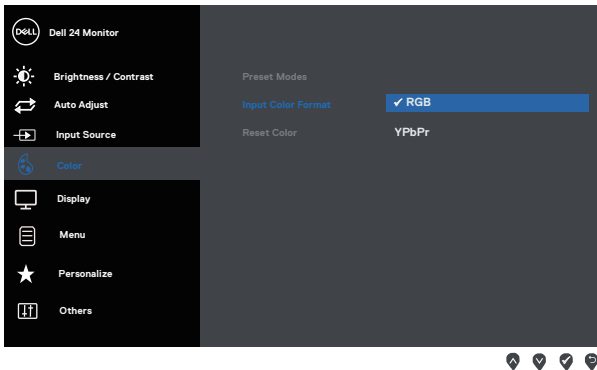 DELL Dell 24 Monitor
Brightness / Contrast
Preset Modes
Auto Adjust
Input Color Format
✓ RGB
Input Source
Reset Color
YPbPr
Color
Display
Menu
Personalize
Others